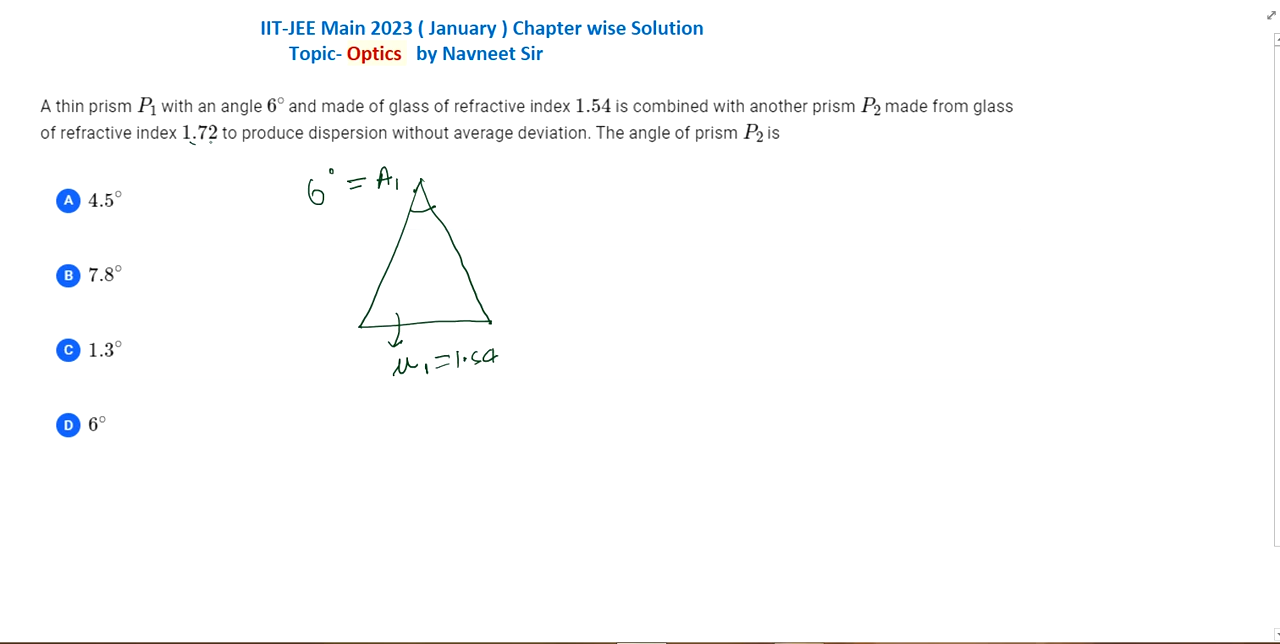 IIT-JEE Main 2023 ( January ) Chapter wise Solution
Topic- Optics by Navneet Sir
A thin prism P₁ with an angle 6° and made of glass of refractive index 1.54 is combined with another prism P₂ made from glass
of refractive index 1.72 to produce dispersion without average deviation. The angle of prism P₂ is
6° = A₁
A 4.5°
B 7.8°
C 1.3°
μ₁ = 1.54
D 6°